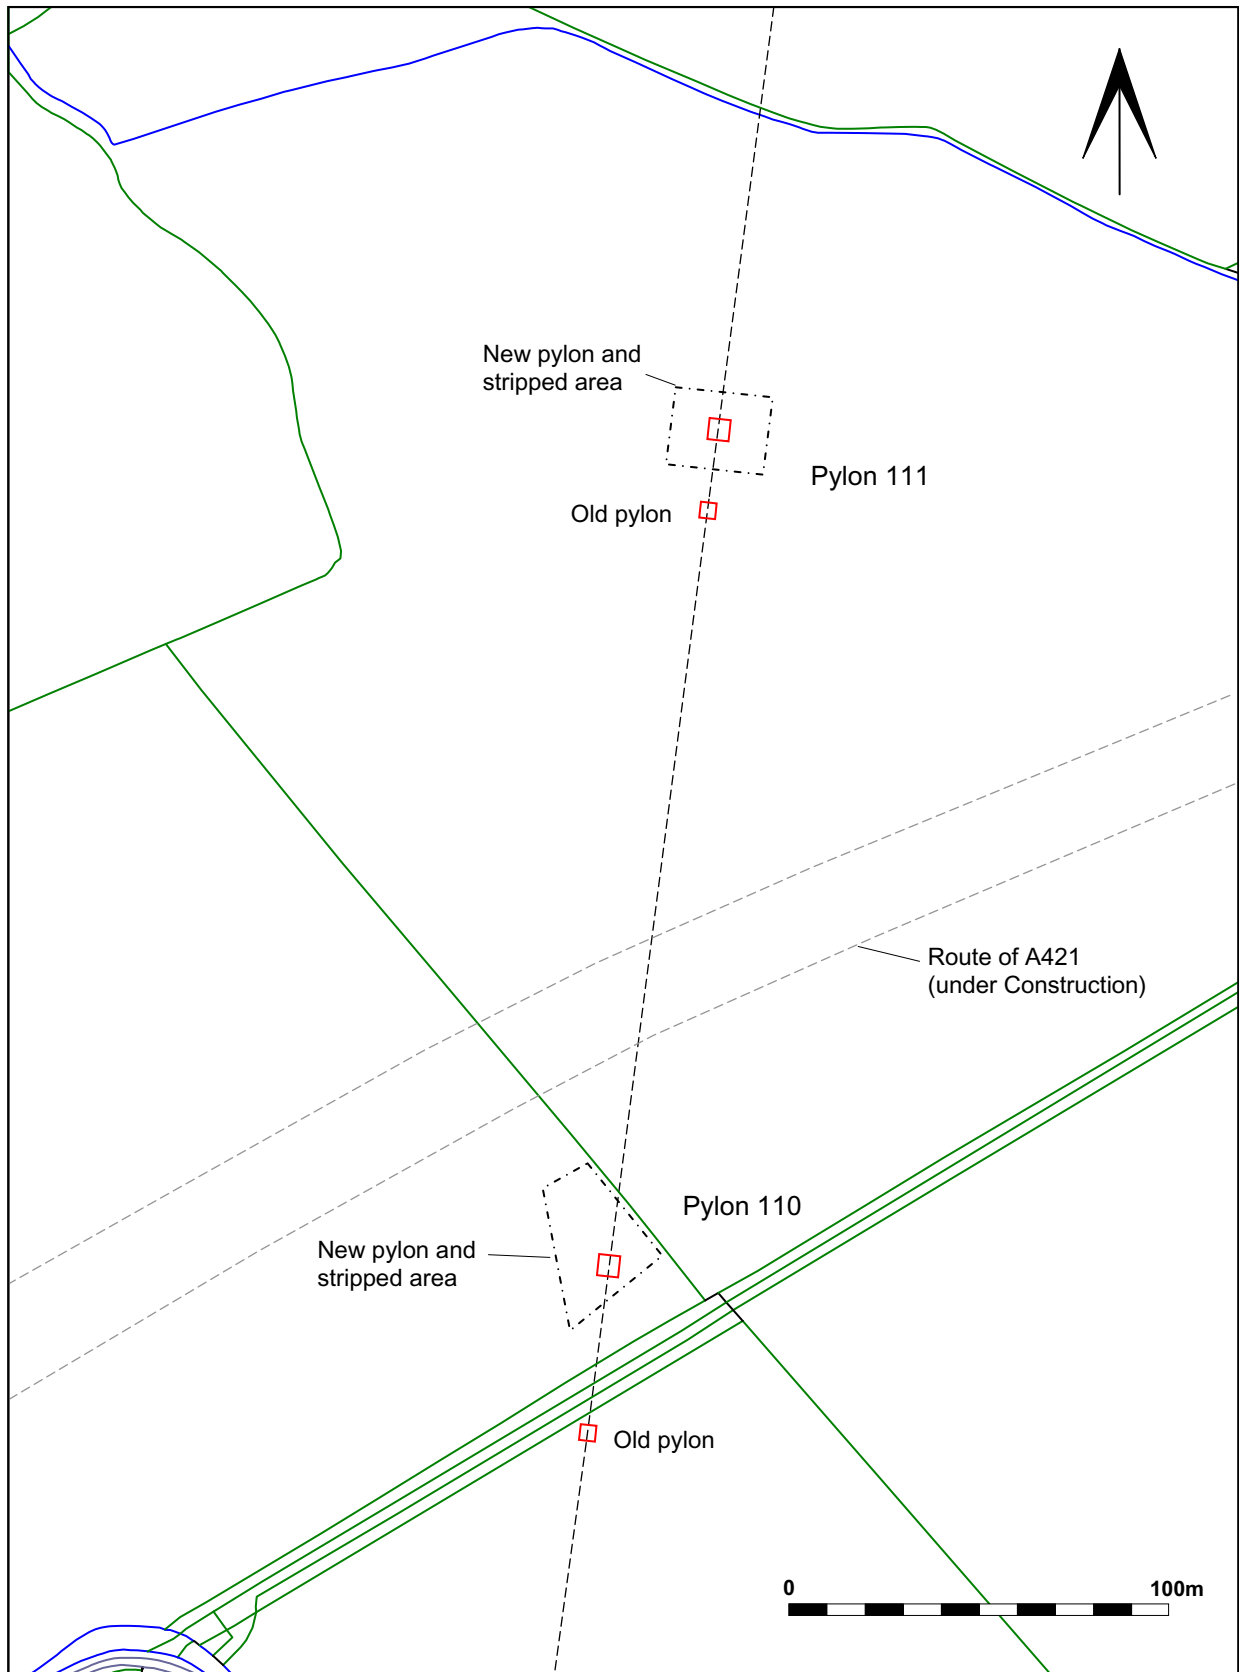 New pylon and
stripped area
Pylon 111
Old pylon
Route of A421
(under Construction)
Pylon 110
New pylon and
stripped area
Old pylon
0 100m